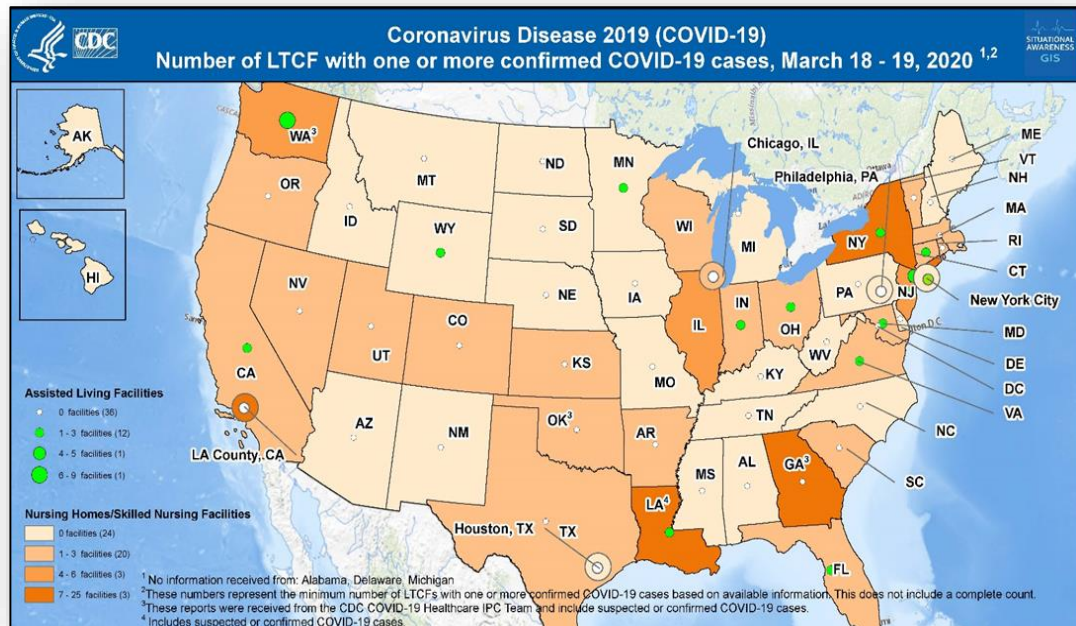 CDC
Coronavirus Disease 2019 (COVID-19)
Number of LTCF with one or more confirmed COVID-19 cases, March 18 - 19, 2020 1,2
SITUATIONAL
AWARENESS
GIS
AK
HI
WA3
OR
CA
NV
ID
MT
WY
UT
CO
AZ
NM
ND
SD
NE
KS
OK3
TX
MN
IA
MO
AR
LA4
WI
IL
MI
IN
OH
KY
TN
MS
AL
GA3
FL
WV
PA
NY
NJ
Chicago, IL
Philadelphia, PA
ME
VT
NH
MA
RI
CT
New York City
MD
DE
DC
VA
NC
SC
LA County, CA
Houston, TX
Assisted Living Facilities
0 facilities (36)
1 - 3 facilities (12)
4 - 5 facilities (1)
6 - 9 facilities (1)
Nursing Homes/Skilled Nursing Facilities
0 facilities (24)
1 - 3 facilities (20)
4 - 6 facilities (3)
7 - 25 facilities (3)
1 No information received from: Alabama, Delaware, Michigan
2These numbers represent the minimum number of LTCFs with one or more confirmed COVID-19 cases based on available information. This does not include a complete count.
3These reports were received from the CDC COVID-19 Healthcare IPC Team and include suspected or confirmed COVID-19 cases.
4 Includes suspected or confirmed COVID-19 cases